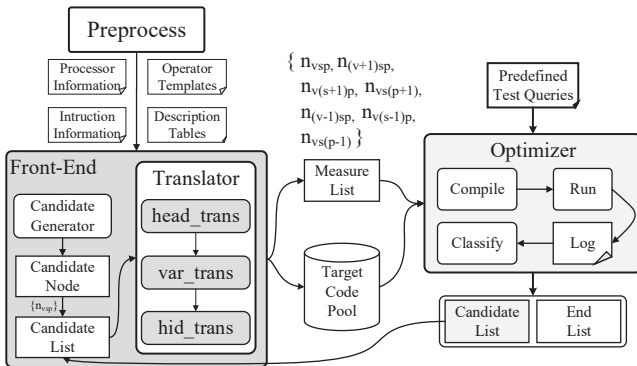 Preprocess
Processor
Information
Operator
Templates
Intruction
Information
Description
Tables
Front-End
Candidate
Generator
Candidate
Node
{n_vsp}
Candidate
List
Translator
head_trans
var_trans
hid_trans
{ n_vsp, n_(v+1)sp,
n_v(s+1)p, n_vs(p+1),
n_(v-1)sp, n_v(s-1)p,
n_vs(p-1) }
Measure
List
Target
Code
Pool
Predefined
Test Queries
Optimizer
Compile
Run
Classify
Log
Candidate
List
End
List